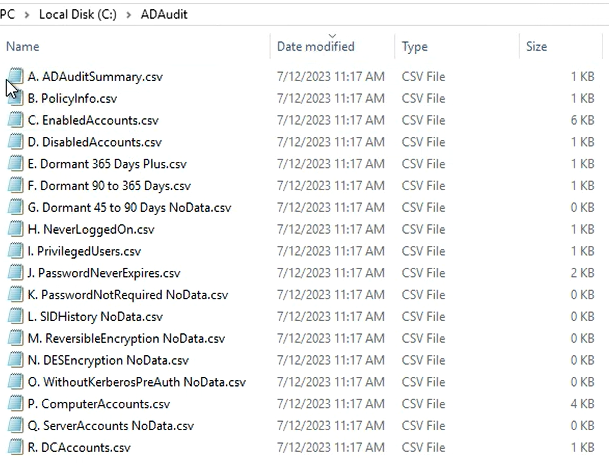 PC > Local Disk (C:) > ADAudit
Name Date modified Type Size
A. ADAuditSummary.csv 7/12/2023 11:17 AM CSV File 1 KB
B. PolicyInfo.csv 7/12/2023 11:17 AM CSV File 1 KB
C. EnabledAccounts.csv 7/12/2023 11:17 AM CSV File 6 KB
D. DisabledAccounts.csv 7/12/2023 11:17 AM CSV File 1 KB
E. Dormant 365 Days Plus.csv 7/12/2023 11:17 AM CSV File 1 KB
F. Dormant 90 to 365 Days.csv 7/12/2023 11:17 AM CSV File 1 KB
G. Dormant 45 to 90 Days NoData.csv 7/12/2023 11:17 AM CSV File 0 KB
H. NeverLoggedOn.csv 7/12/2023 11:17 AM CSV File 1 KB
I. PrivilegedUsers.csv 7/12/2023 11:17 AM CSV File 1 KB
J. PasswordNeverExpires.csv 7/12/2023 11:17 AM CSV File 2 KB
K. PasswordNotRequired NoData.csv 7/12/2023 11:17 AM CSV File 0 KB
L. SIDHistory NoData.csv 7/12/2023 11:17 AM CSV File 0 KB
M. ReversibleEncryption NoData.csv 7/12/2023 11:17 AM CSV File 0 KB
N. DESEncryption NoData.csv 7/12/2023 11:17 AM CSV File 0 KB
O. WithoutKerberosPreAuth NoData.csv 7/12/2023 11:17 AM CSV File 0 KB
P. ComputerAccounts.csv 7/12/2023 11:17 AM CSV File 4 KB
Q. ServerAccounts NoData.csv 7/12/2023 11:17 AM CSV File 0 KB
R. DCAccounts.csv 7/12/2023 11:17 AM CSV File 1 KB